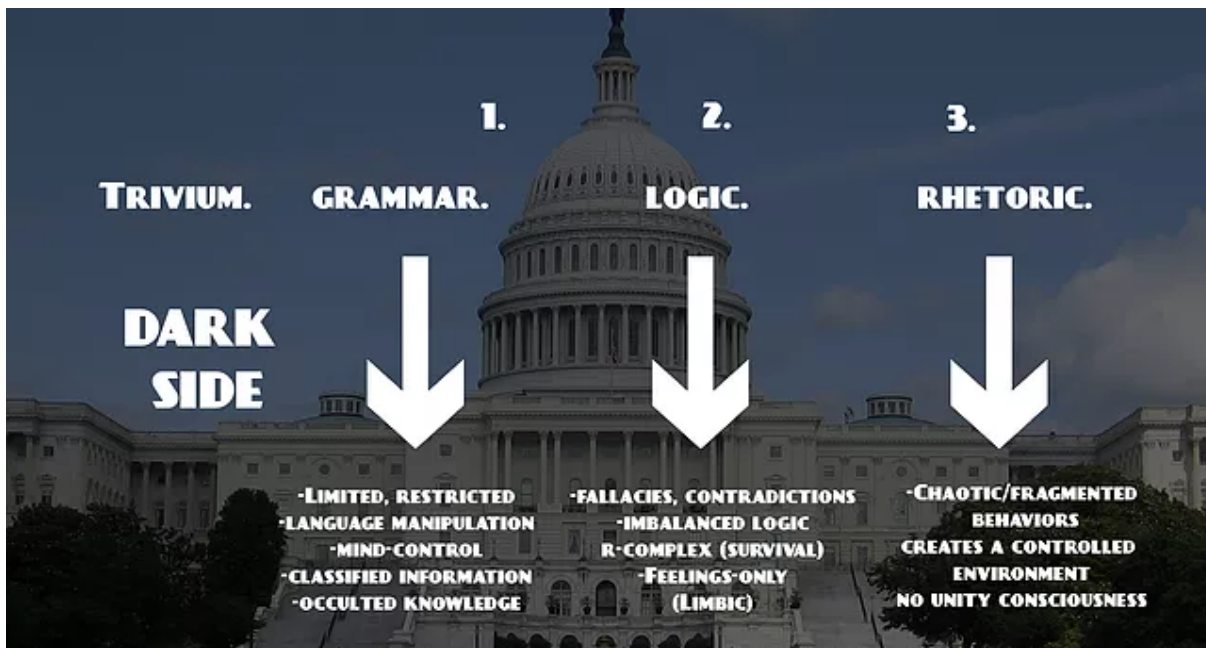 1.
2.
3.
TRIVIUM.
GRAMMAR.
LOGIC.
RHETORIC.
DARK
SIDE
-LIMITED, RESTRICTED
-LANGUAGE MANIPULATION
-MIND-CONTROL
-CLASSIFIED INFORMATION
-OCCULTED KNOWLEDGE
-FALLACIES, CONTRADICTIONS
-IMBALANCED LOGIC
R-COMPLEX (SURVIVAL)
-FEELINGS-ONLY
(LIMBIC)
-CHAOTIC/FRAGMENTED
BEHAVIORS
CREATES A CONTROLLED
ENVIRONMENT
NO UNITY CONSCIOUSNESS